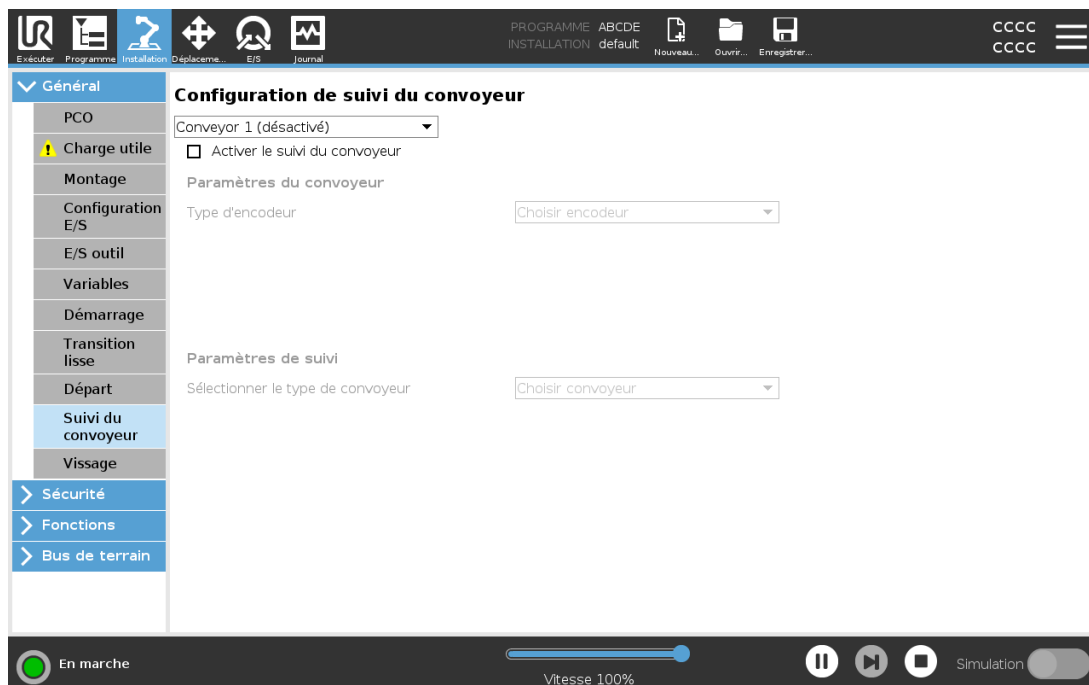 UR
Exécuter
Programme
Installation
Déplaceme...
E/S
Journal
PROGRAMME ABCDE
INSTALLATION default
Nouveau...
Ouvrir...
Enregistrer...
CCCC
CCCC
Général
PCO
Charge utile
Montage
Configuration
E/S
E/S outil
Variables
Démarrage
Transition
lisse
Départ
Suivi du
convoyeur
Vissage
Sécurité
Fonctions
Bus de terrain
Configuration de suivi du convoyeur
Conveyor 1 (désactivé)
Activer le suivi du convoyeur
Paramètres du convoyeur
Type d'encodeur
Choisir encodeur
Paramètres de suivi
Sélectionner le type de convoyeur
Choisir convoyeur
En marche
Vitesse 100%
Simulation